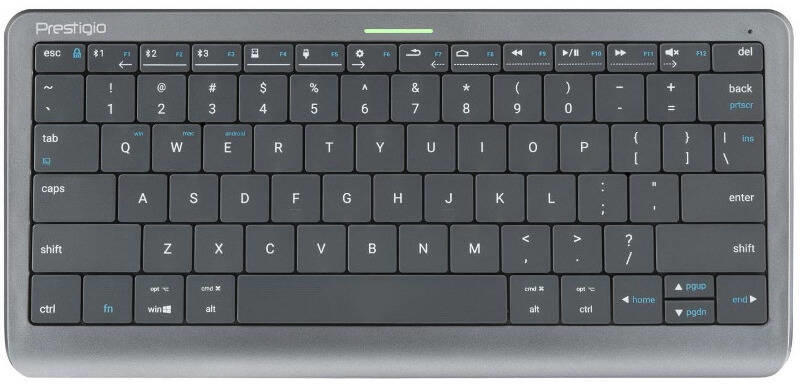 Prestigio
esc 1 F1 2 F2 3 F3 F4 F5 F6 F7 F8 F9 F10 F11 F12 del
~ ! @ # $ % ^ & * ( ) - + back
` 1 2 3 4 5 6 7 8 9 0 - = prtscr
tab win mac android { } | ins
Q W E R T Y U I O P [ ] \
caps A S D F G H J K L : " enter
; '
shift Z X C V B N M < > ? shift
, . /
opt ⌥ cmd ⌘ cmd ⌘ opt ⌥ ▲ pgup
ctrl fn win alt alt ctrl ◀ home ▼ pgdn end ▶